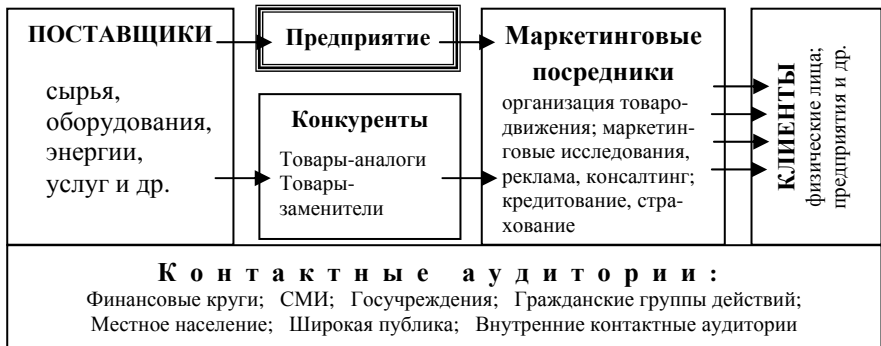 ПОСТАВЩИКИ
сырья,
оборудования,
энергии,
услуг и др.
Предприятие
Конкуренты
Товары-аналоги
Товары-
заменители
Маркетинговые
посредники
организация товаро-
движения; маркетин-
говые исследования,
реклама, консалтинг;
кредитование, стра-
хование
КЛИЕНТЫ
физические лица;
предприятия и др.
Контактные аудитории:
Финансовые круги; СМИ; Госучреждения; Гражданские группы действий;
Местное население; Широкая публика; Внутренние контактные аудитории